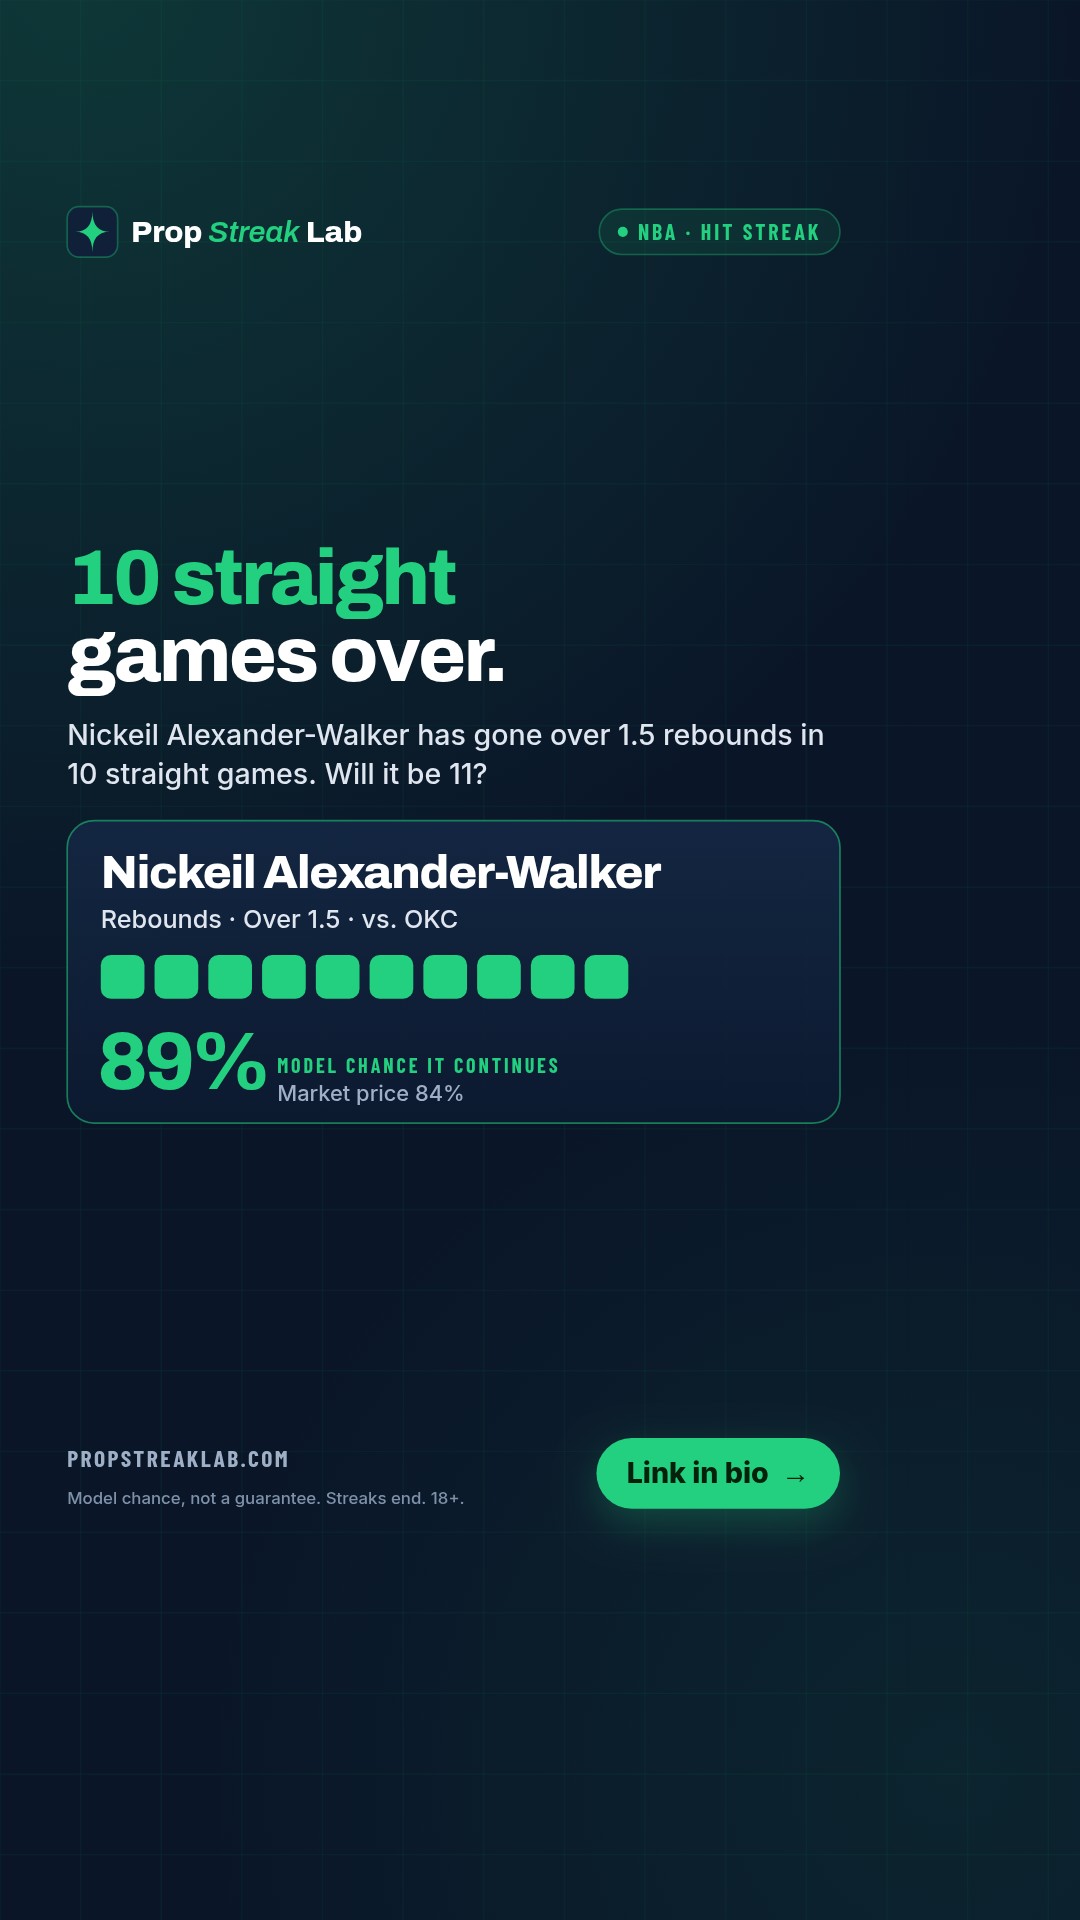 Prop Streak Lab
NBA · HIT STREAK
10 straight
games over.
Nickeil Alexander-Walker has gone over 1.5 rebounds in
10 straight games. Will it be 11?
Nickeil Alexander-Walker
Rebounds · Over 1.5 · vs. OKC
89%
MODEL CHANCE IT CONTINUES
Market price 84%
PROPSTREAKLAB.COM
Model chance, not a guarantee. Streaks end. 18+.
Link in bio →